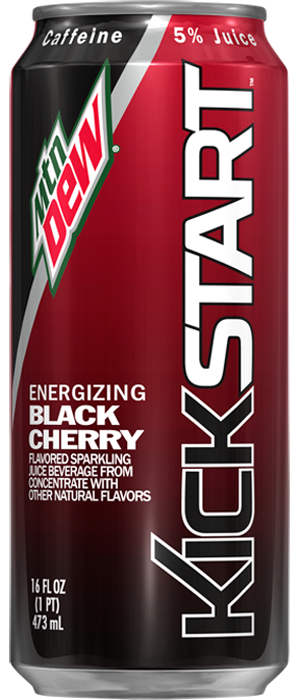 Caffeine 5% Juice
mtn
DEW®
KICKSTART™
ENERGIZING
BLACK
CHERRY
FLAVORED SPARKLING
JUICE BEVERAGE FROM
CONCENTRATE WITH
OTHER NATURAL FLAVORS
16 FL OZ
(1 PT)
473 mL